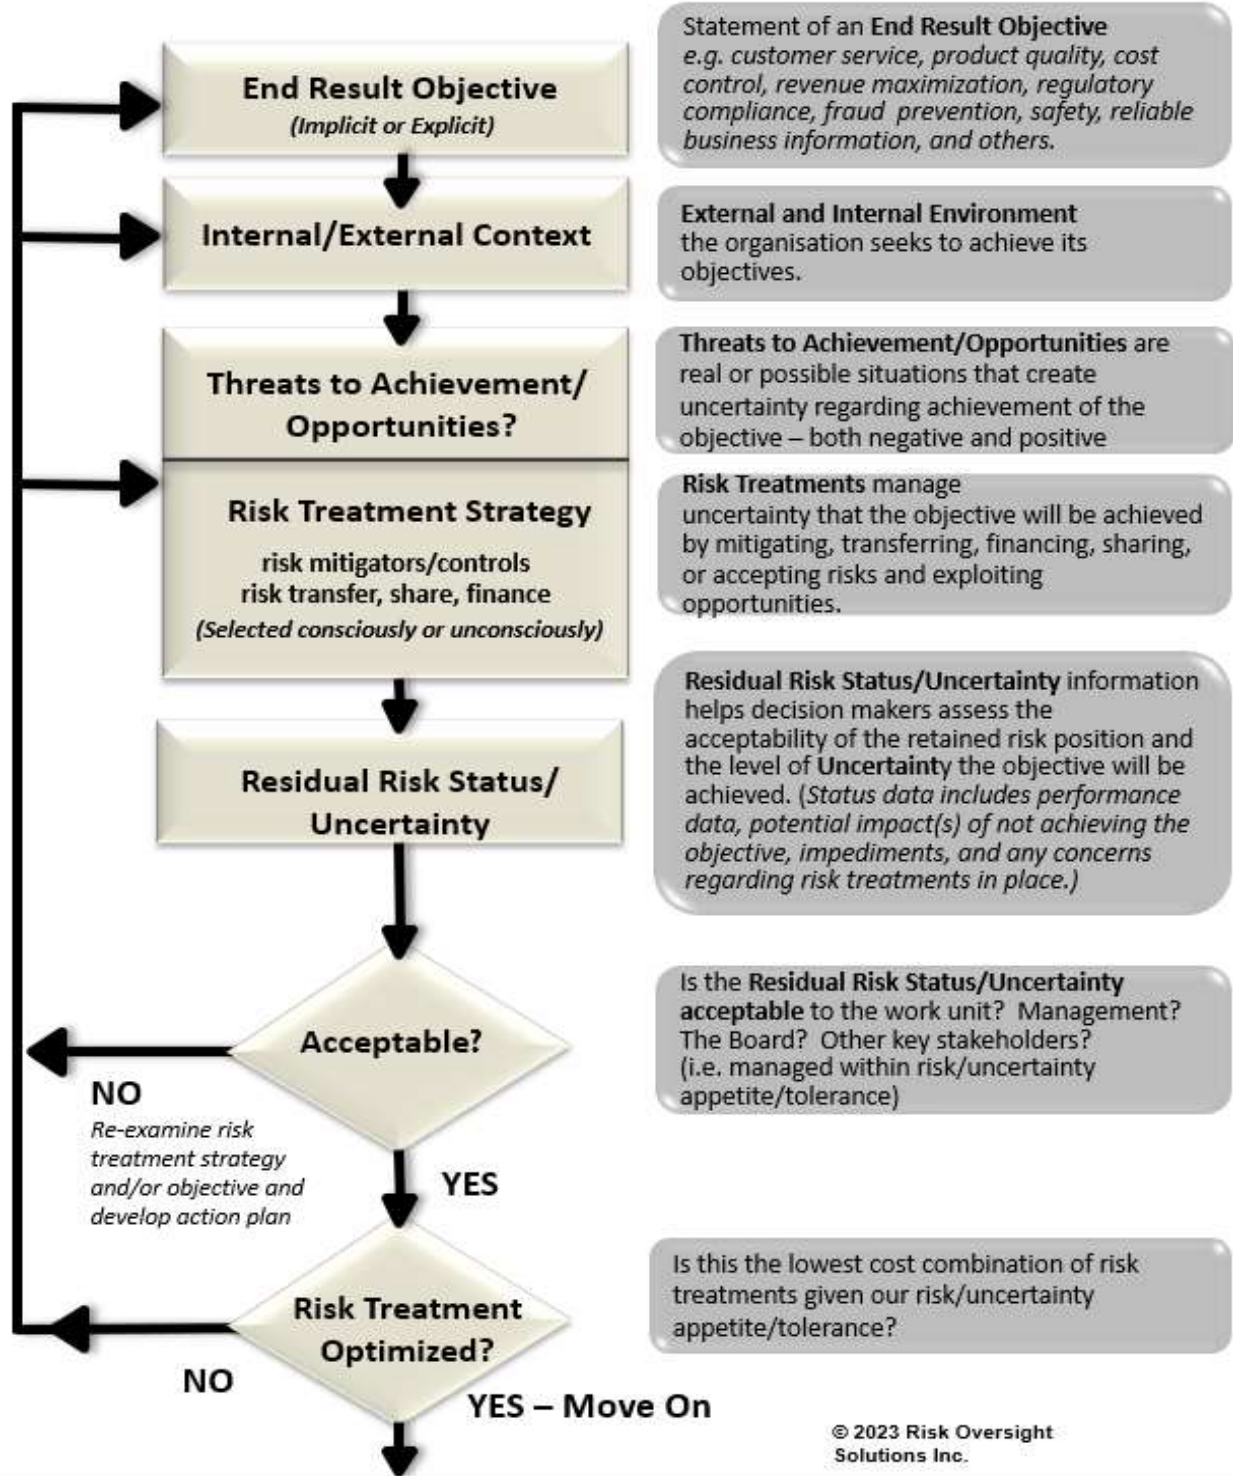 End Result Objective
(Implicit or Explicit)
Statement of an End Result Objective
e.g. customer service, product quality, cost
control, revenue maximization, regulatory
compliance, fraud prevention, safety, reliable
business information, and others.
Internal/External Context
External and Internal Environment
the organisation seeks to achieve its
objectives.
Threats to Achievement/
Opportunities?
Threats to Achievement/Opportunities are
real or possible situations that create
uncertainty regarding achievement of the
objective – both negative and positive
Risk Treatment Strategy
risk mitigators/controls
risk transfer, share, finance
(Selected consciously or unconsciously)
Risk Treatments manage
uncertainty that the objective will be achieved
by mitigating, transferring, financing, sharing,
or accepting risks and exploiting
opportunities.
Residual Risk Status/
Uncertainty
Residual Risk Status/Uncertainty information
helps decision makers assess the
acceptability of the retained risk position and
the level of Uncertainty the objective will be
achieved. (Status data includes performance
data, potential impact(s) of not achieving the
objective, impediments, and any concerns
regarding risk treatments in place.)
Acceptable?
Is the Residual Risk Status/Uncertainty
acceptable to the work unit? Management?
The Board? Other key stakeholders?
(i.e. managed within risk/uncertainty
appetite/tolerance)
NO
Re-examine risk
treatment strategy
and/or objective and
develop action plan
YES
Risk Treatment
Optimized?
Is this the lowest cost combination of risk
treatments given our risk/uncertainty
appetite/tolerance?
NO
YES – Move On
© 2023 Risk Oversight
Solutions Inc.